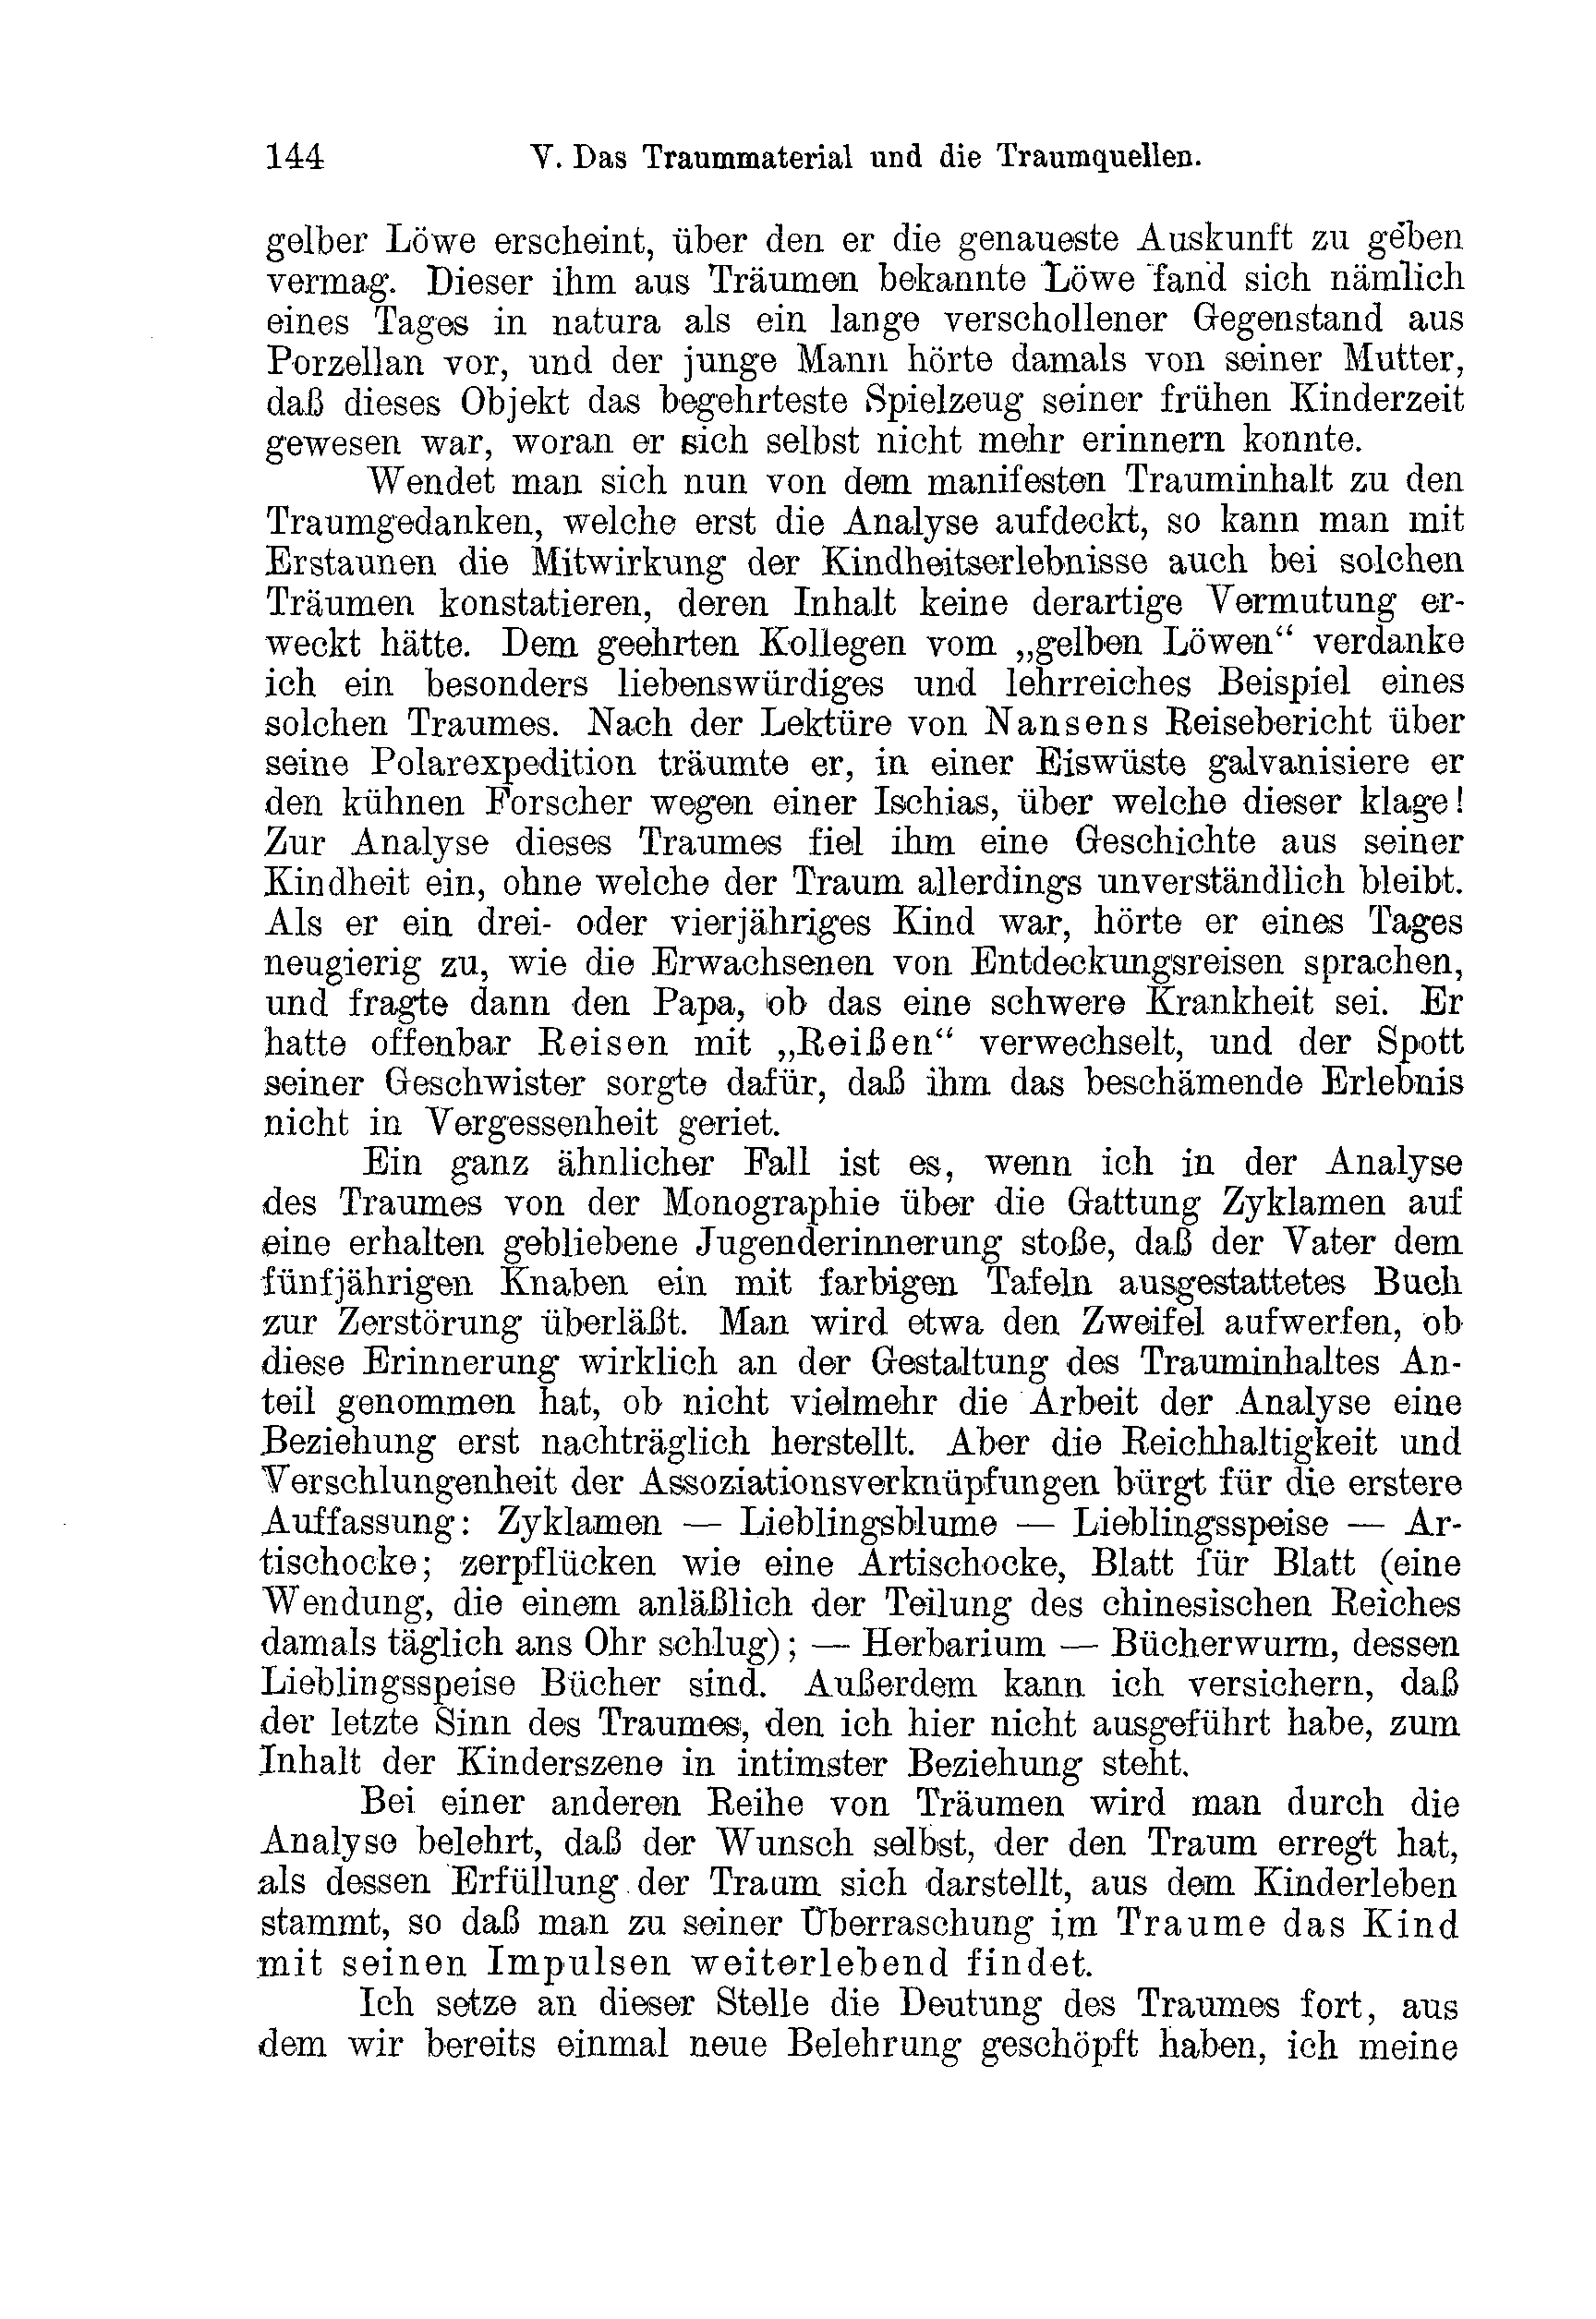 144 V. Das Traummaterial und die Traumquellen.
gelber Löwe erscheint, über den er die genaueste Auskunft zu geben
vermag. Dieser ihm aus Träumen bekannte Löwe fand sich nämlich
eines Tages in natura als ein lange verschollener Gegenstand aus
Porzellan vor, und der junge Mann hörte damals von seiner Mutter,
daß dieses Objekt das begehrteste Spielzeug seiner frühen Kinderzeit
gewesen war, woran er sich selbst nicht mehr erinnern konnte.
Wendet man sich nun von dem manifesten Trauminhalt zu den
Traumgedanken, welche erst die Analyse aufdeckt, so kann man mit
Erstaunen die Mitwirkung der Kindheitserlebnisse auch bei solchen
Träumen konstatieren, deren Inhalt keine derartige Vermutung er-
weckt hätte. Dem geehrten Kollegen vom „gelben Löwen“ verdanke
ich ein besonders liebenswürdiges und lehrreiches Beispiel eines
solchen Traumes. Nach der Lektüre von Nansens Reisebericht über
seine Polarexpedition träumte er, in einer Eiswüste galvanisiere er
den kühnen Forscher wegen einer Ischias, über welche dieser klage!
Zur Analyse dieses Traumes fiel ihm eine Geschichte aus seiner
Kindheit ein, ohne welche der Traum allerdings unverständlich bleibt.
Als er ein drei- oder vierjähriges Kind war, hörte er eines Tages
neugierig zu, wie die Erwachsenen von Entdeckungsreisen sprachen,
und fragte dann den Papa, ob das eine schwere Krankheit sei. Er
hatte offenbar Reisen mit „Reißen“ verwechselt, und der Spott
seiner Geschwister sorgte dafür, daß ihm das beschämende Erlebnis
nicht in Vergessenheit geriet.
Ein ganz ähnlicher Fall ist es, wenn ich in der Analyse
des Traumes von der Monographie über die Gattung Zyklamen auf
eine erhalten gebliebene Jugenderinnerung stoße, daß der Vater dem
fünfjährigen Knaben ein mit farbigen Tafeln ausgestattetes Buch
zur Zerstörung überläßt. Man wird etwa den Zweifel aufwerfen, ob
diese Erinnerung wirklich an der Gestaltung des Trauminhaltes An-
teil genommen hat, ob nicht vielmehr die Arbeit der Analyse eine
Beziehung erst nachträglich herstellt. Aber die Reichhaltigkeit und
Verschlungenheit der Assoziationsverknüpfungen bürgt für die erstere
Auffassung: Zyklamen — Lieblingsblume — Lieblingsspeise — Ar-
tischocke; zerpflücken wie eine Artischocke, Blatt für Blatt (eine
Wendung, die einem anläßlich der Teilung des chinesischen Reiches
damals täglich ans Ohr schlug); — Herbarium — Bücherwurm, dessen
Lieblingsspeise Bücher sind. Außerdem kann ich versichern, daß
der letzte Sinn des Traumes, den ich hier nicht ausgeführt habe, zum
Inhalt der Kinderszene in intimster Beziehung steht.
Bei einer anderen Reihe von Träumen wird man durch die
Analyse belehrt, daß der Wunsch selbst, der den Traum erregt hat,
als dessen Erfüllung der Traum sich darstellt, aus dem Kinderleben
stammt, so daß man zu seiner Überraschung im Traume das Kind
mit seinen Impulsen weiterlebend findet.
Ich setze an dieser Stelle die Deutung des Traumes fort, aus
dem wir bereits einmal neue Belehrung geschöpft haben, ich meine